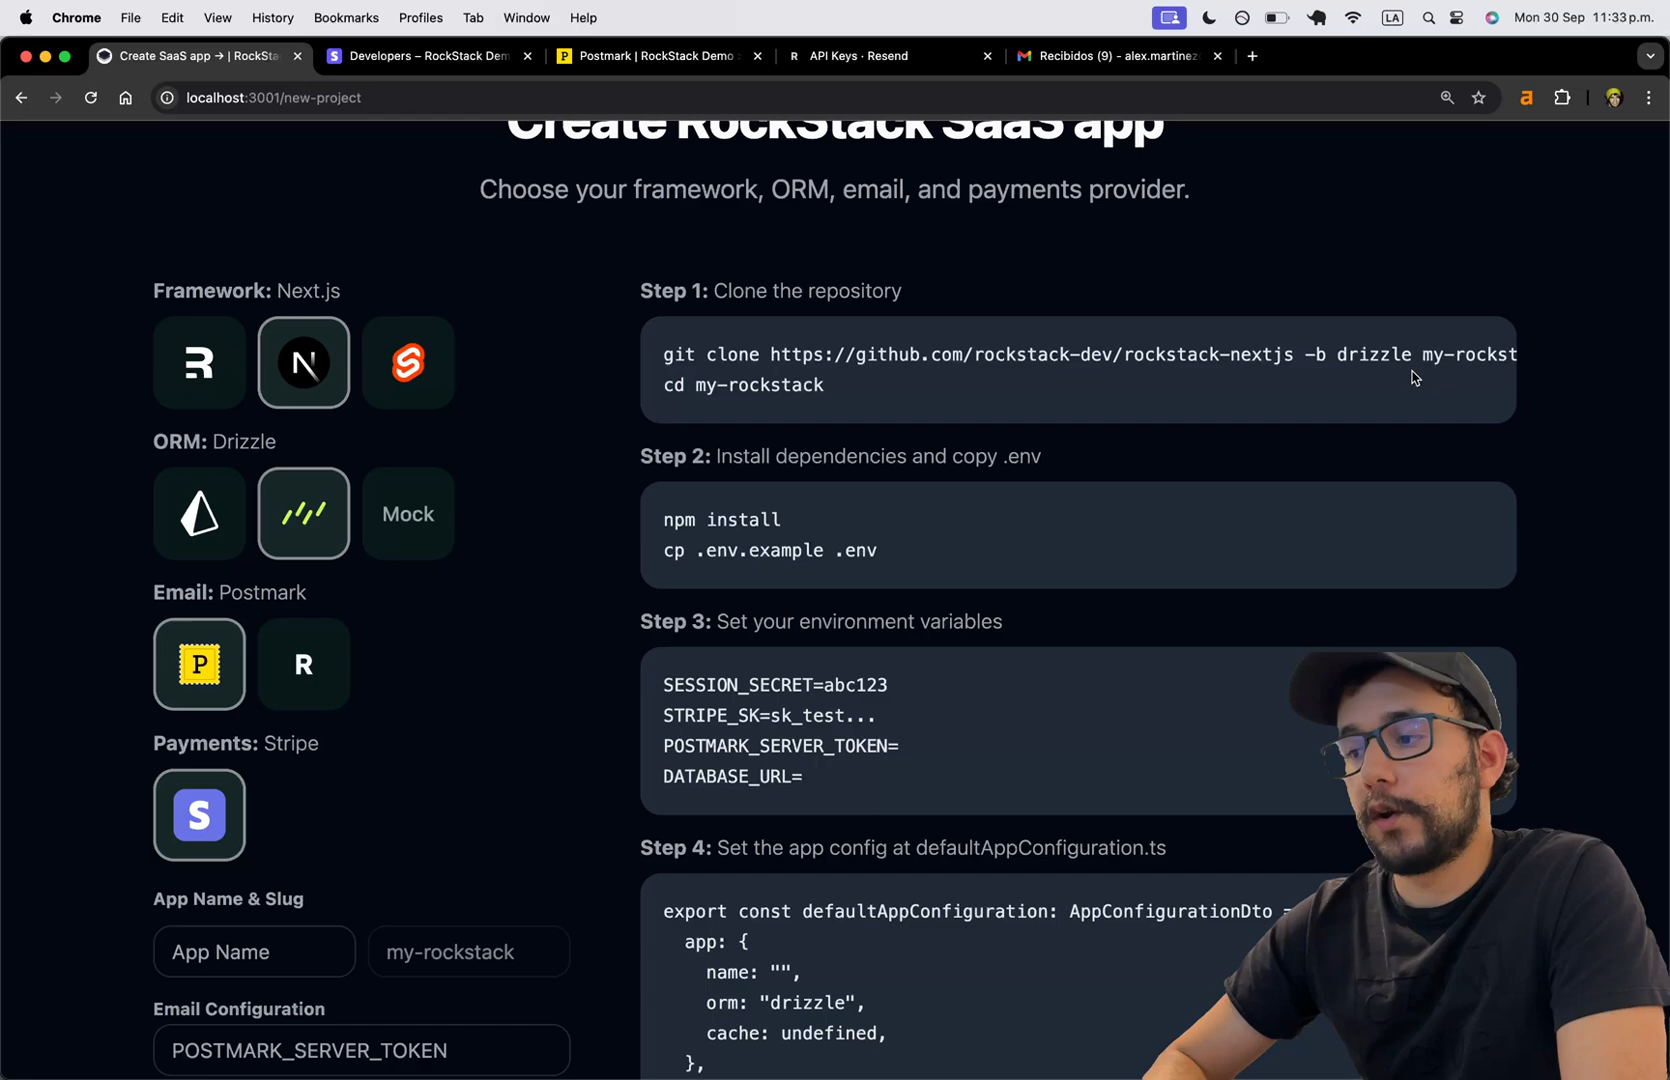 Chrome File Edit View History Bookmarks Profiles Tab Window Help LA Mon 30 Sep 11:33 p.m.
Create SaaS app → | RockSta Developers – RockStack Dem Postmark | RockStack Demo R API Keys · Resend Recibidos (9) - alex.martinez
localhost:3001/new-project
Create RockStack SaaS app
Choose your framework, ORM, email, and payments provider.
Framework: Next.js
R N S
ORM: Drizzle
Mock
Email: Postmark
P R
Payments: Stripe
S
App Name & Slug
App Name my-rockstack
Email Configuration
POSTMARK_SERVER_TOKEN
Step 1: Clone the repository
git clone https://github.com/rockstack-dev/rockstack-nextjs -b drizzle my-rockst
cd my-rockstack
Step 2: Install dependencies and copy .env
npm install
cp .env.example .env
Step 3: Set your environment variables
SESSION_SECRET=abc123
STRIPE_SK=sk_test...
POSTMARK_SERVER_TOKEN=
DATABASE_URL=
Step 4: Set the app config at defaultAppConfiguration.ts
export const defaultAppConfiguration: AppConfigurationDto =
app: {
name: "",
orm: "drizzle",
cache: undefined,
},